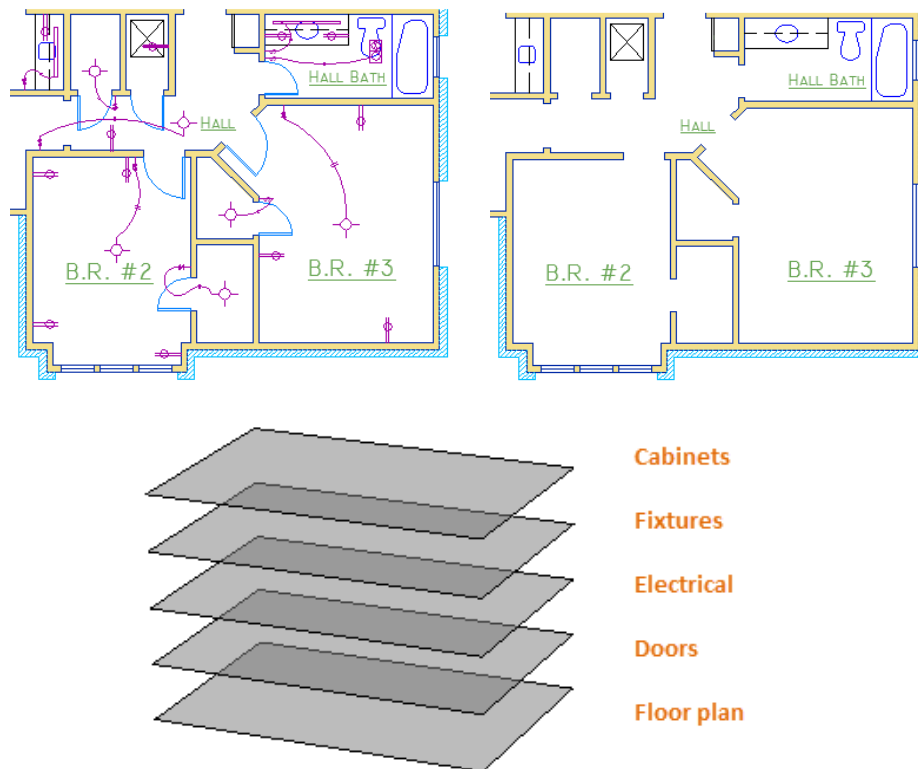 HALL BATH
HALL
B.R. #2
B.R. #3
HALL BATH
HALL
B.R. #2
B.R. #3
Cabinets
Fixtures
Electrical
Doors
Floor plan